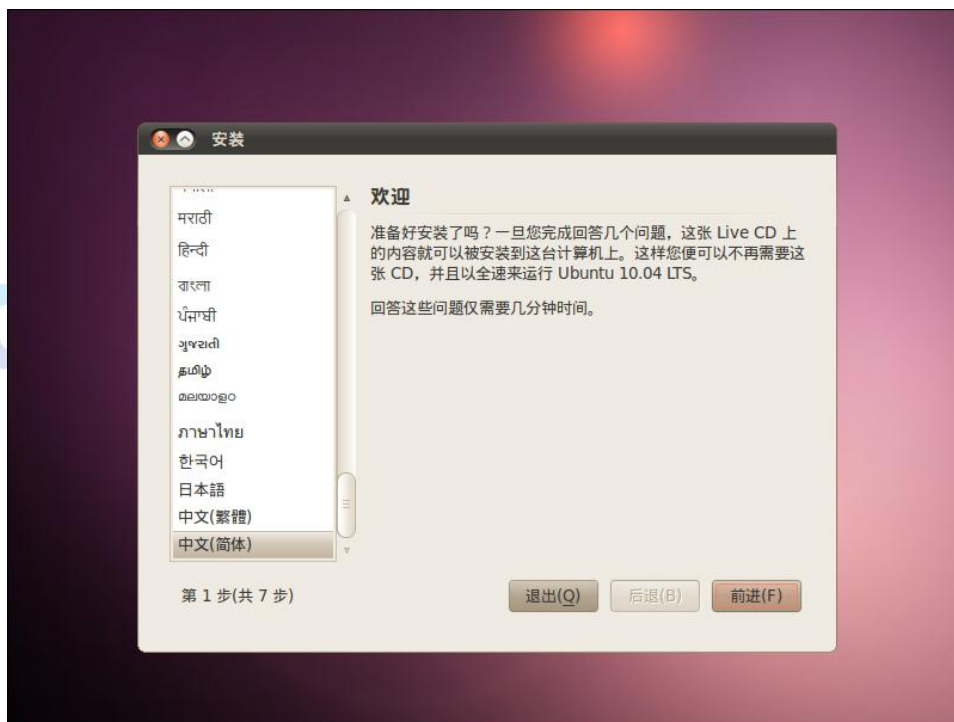 安装
मराठी
हिन्दी
বাংলা
ਪੰਜਾਬੀ
ગુજરાતી
தமிழ்
മലയാളം
ภาษาไทย
한국어
日本語
中文(繁體)
中文(简体)
欢迎
准备好安装了吗？一旦您完成回答几个问题，这张 Live CD 上
的内容就可以被安装到这台计算机上。这样您便可以不再需要这
张 CD，并且以全速来运行 Ubuntu 10.04 LTS。
回答这些问题仅需要几分钟时间。
第 1 步(共 7 步)
退出(Q)
后退(B)
前进(F)